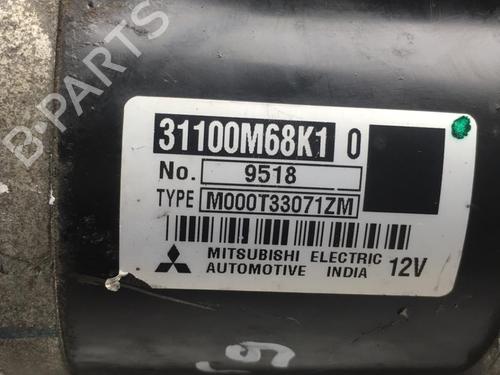 B-PARTS
31100M68K1 0
No. 9518
TYPE M000T33071ZM
MITSUBISHI ELECTRIC
AUTOMOTIVE INDIA 12V